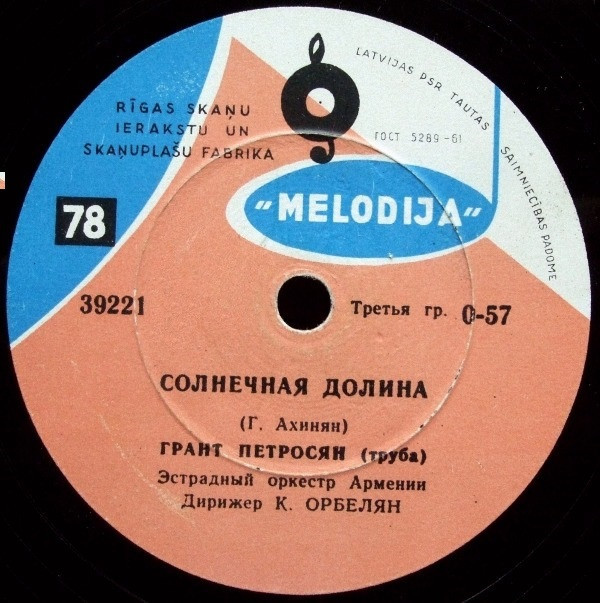 RĪGAS SKAŅU
IERAKSTU UN
SKAŅUPLAŠU FABRIKA
LATVIJAS PSR TAUTAS SAIMNIECĪBAS PADOME
ГОСТ 5289-61
"MELODIJA"
78
39221
Третья гр. 0-57
СОЛНЕЧНАЯ ДОЛИНА
(Г. Ахинян)
ГРАНТ ПЕТРОСЯН (труба)
Эстрадный оркестр Армении
Дирижер К. ОРБЕЛЯН